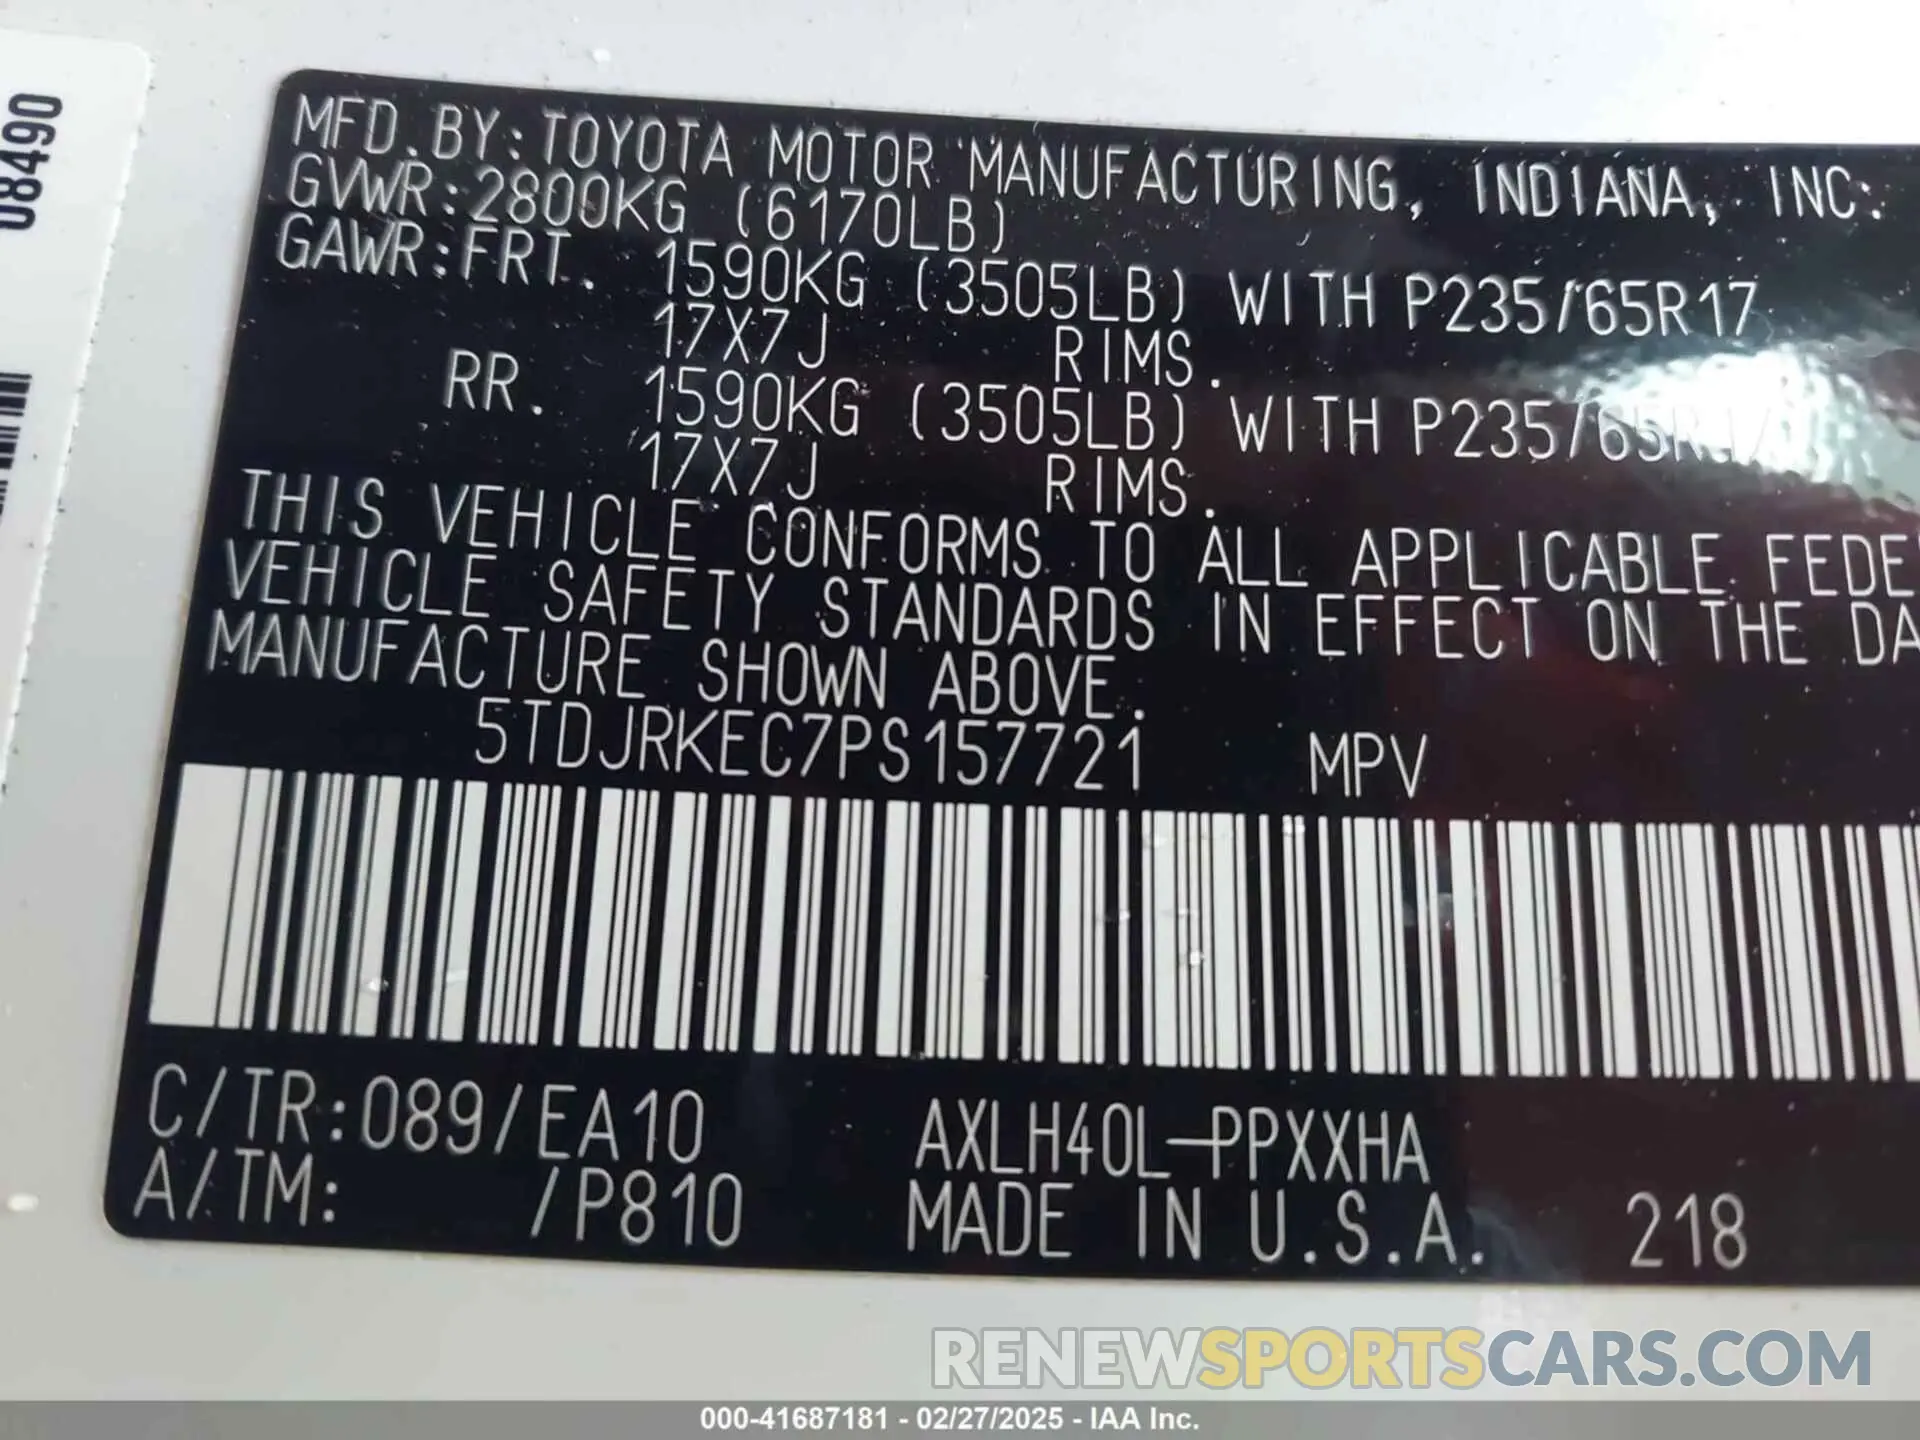 08490
MFD.BY:TOYOTA MOTOR MANUFACTURING, INDIANA, INC.
GVWR:2800KG (6170LB)
GAWR:FRT. 1590KG (3505LB) WITH P235/65R17
17X7J RIMS.
RR. 1590KG (3505LB) WITH P235/65R17
17X7J RIMS.
THIS VEHICLE CONFORMS TO ALL APPLICABLE FEDE
VEHICLE SAFETY STANDARDS IN EFFECT ON THE DA
MANUFACTURE SHOWN ABOVE.
5TDJRKEC7PS157721 MPV
C/TR:089/EA10 AXLH40L-PPXXHA
A/TM: /P810 MADE IN U.S.A. 218
RENEWSPORTSCARS.COM
000-41687181 - 02/27/2025 - IAA Inc.